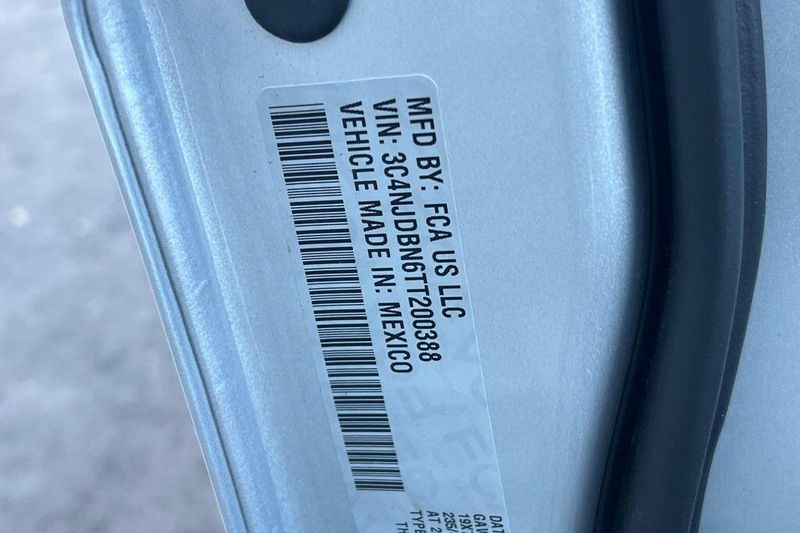 MFD BY: FCA US LLC
VIN: 3C4NJDBN6TT200388
VEHICLE MADE IN: MEXICO